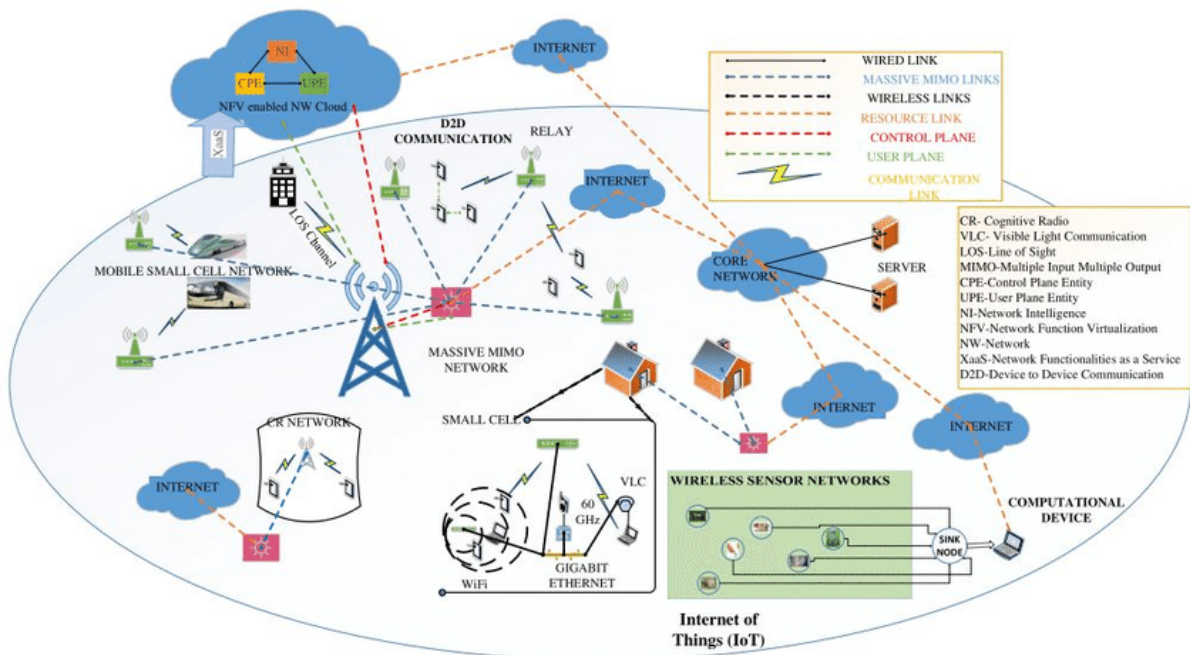 NI
CPE
UPE
NFV enabled NW Cloud
XaaS
INTERNET
WIRED LINK
MASSIVE MIMO LINKS
WIRELESS LINKS
RESOURCE LINK
CONTROL PLANE
USER PLANE
COMMUNICATION
LINK
D2D
COMMUNICATION
RELAY
INTERNET
LOS Channel
MOBILE SMALL CELL NETWORK
CORE
NETWORK
SERVER
CR- Cognitive Radio
VLC- Visible Light Communication
LOS-Line of Sight
MIMO-Multiple Input Multiple Output
CPE-Control Plane Entity
UPE-User Plane Entity
NI-Network Intelligence
NFV-Network Function Virtualization
NW-Network
XaaS-Network Functionalities as a Service
D2D-Device to Device Communication
MASSIVE MIMO
NETWORK
SMALL CELL
INTERNET
INTERNET
CR NETWORK
INTERNET
VLC
60
GHz
WiFi
GIGABIT
ETHERNET
WIRELESS SENSOR NETWORKS
SINK
NODE
COMPUTATIONAL
DEVICE
Internet of
Things (IoT)